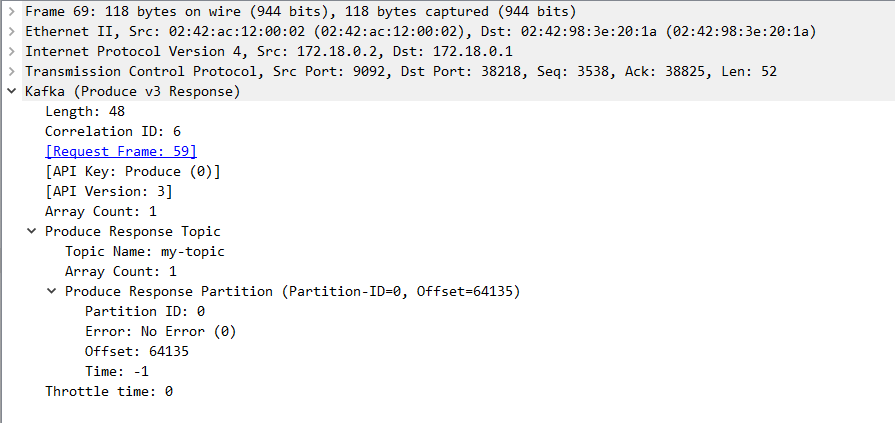 Frame 69: 118 bytes on wire (944 bits), 118 bytes captured (944 bits)
Ethernet II, Src: 02:42:ac:12:00:02 (02:42:ac:12:00:02), Dst: 02:42:98:3e:20:1a (02:42:98:3e:20:1a)
Internet Protocol Version 4, Src: 172.18.0.2, Dst: 172.18.0.1
Transmission Control Protocol, Src Port: 9092, Dst Port: 38218, Seq: 3538, Ack: 38825, Len: 52
Kafka (Produce v3 Response)
Length: 48
Correlation ID: 6
[Request Frame: 59]
[API Key: Produce (0)]
[API Version: 3]
Array Count: 1
Produce Response Topic
Topic Name: my-topic
Array Count: 1
Produce Response Partition (Partition-ID=0, Offset=64135)
Partition ID: 0
Error: No Error (0)
Offset: 64135
Time: -1
Throttle time: 0